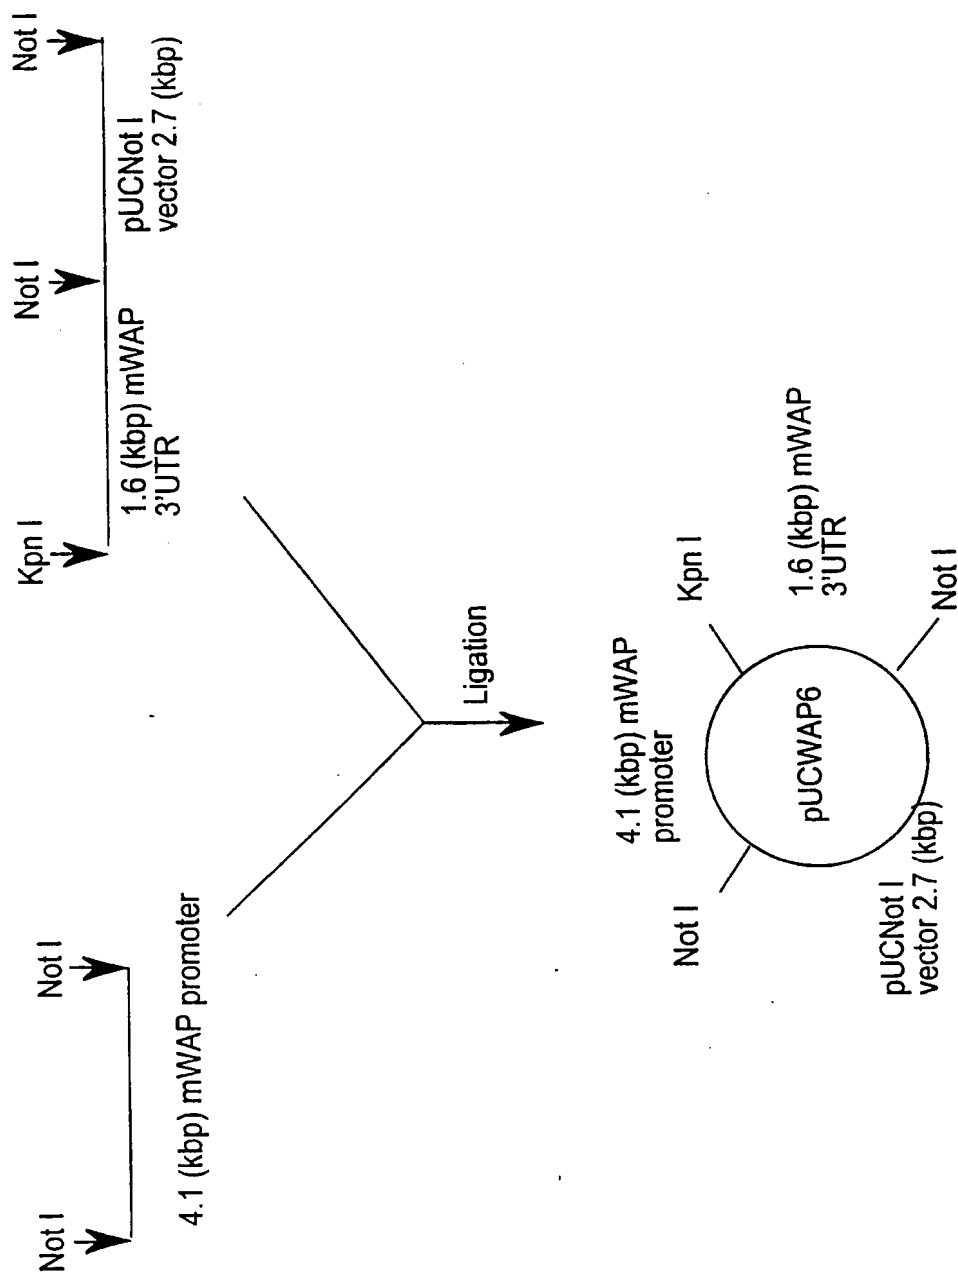 Not I
Not I
4.1 (kbp) mWAP promoter
Kpn I
Not I
Not I
1.6 (kbp) mWAP
3'UTR
pUCNot I
vector 2.7 (kbp)
Ligation
4.1 (kbp) mWAP
promoter
Not I
Kpn I
pUCWAP6
1.6 (kbp) mWAP
3'UTR
pUCNot I
vector 2.7 (kbp)
Not I